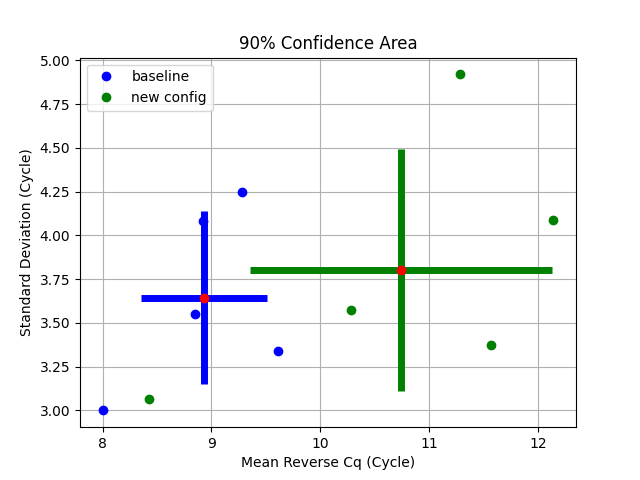 90% Confidence Area
baseline
new config
5.00
4.75
4.50
4.25
4.00
3.75
3.50
3.25
3.00
Standard Deviation (Cycle)
8 9 10 11 12
Mean Reverse Cq (Cycle)